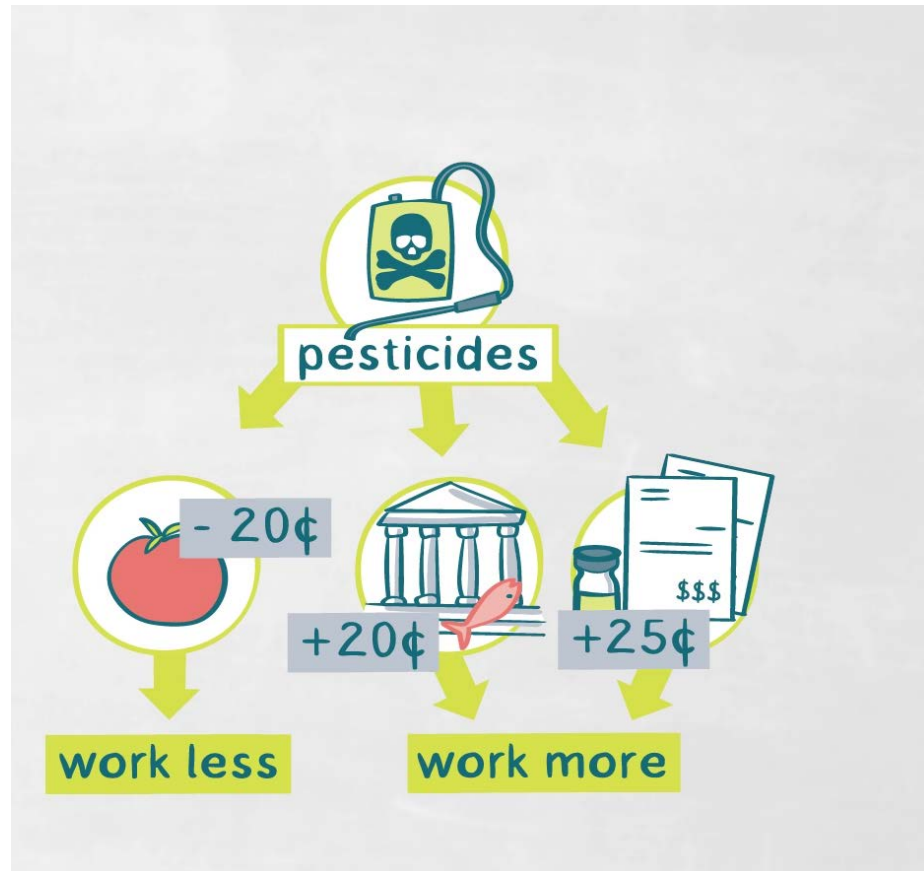 pesticides
- 20¢
+20¢
$$$
+25¢
work less
work more